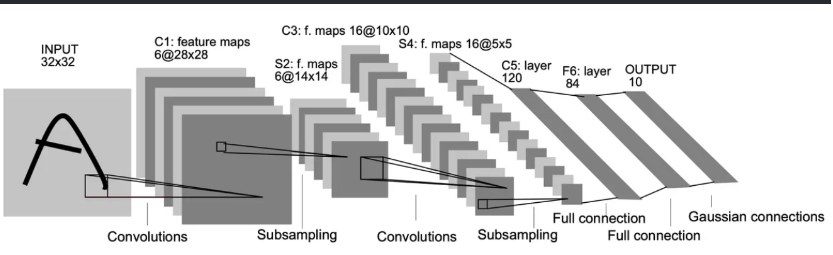 INPUT
32x32
C1: feature maps
6@28x28
C3: f. maps 16@10x10
S2: f. maps
6@14x14
S4: f. maps 16@5x5
C5: layer
120
F6: layer
84
OUTPUT
10
A
Convolutions
Subsampling
Convolutions
Subsampling
Full connection
Full connection
Gaussian connections